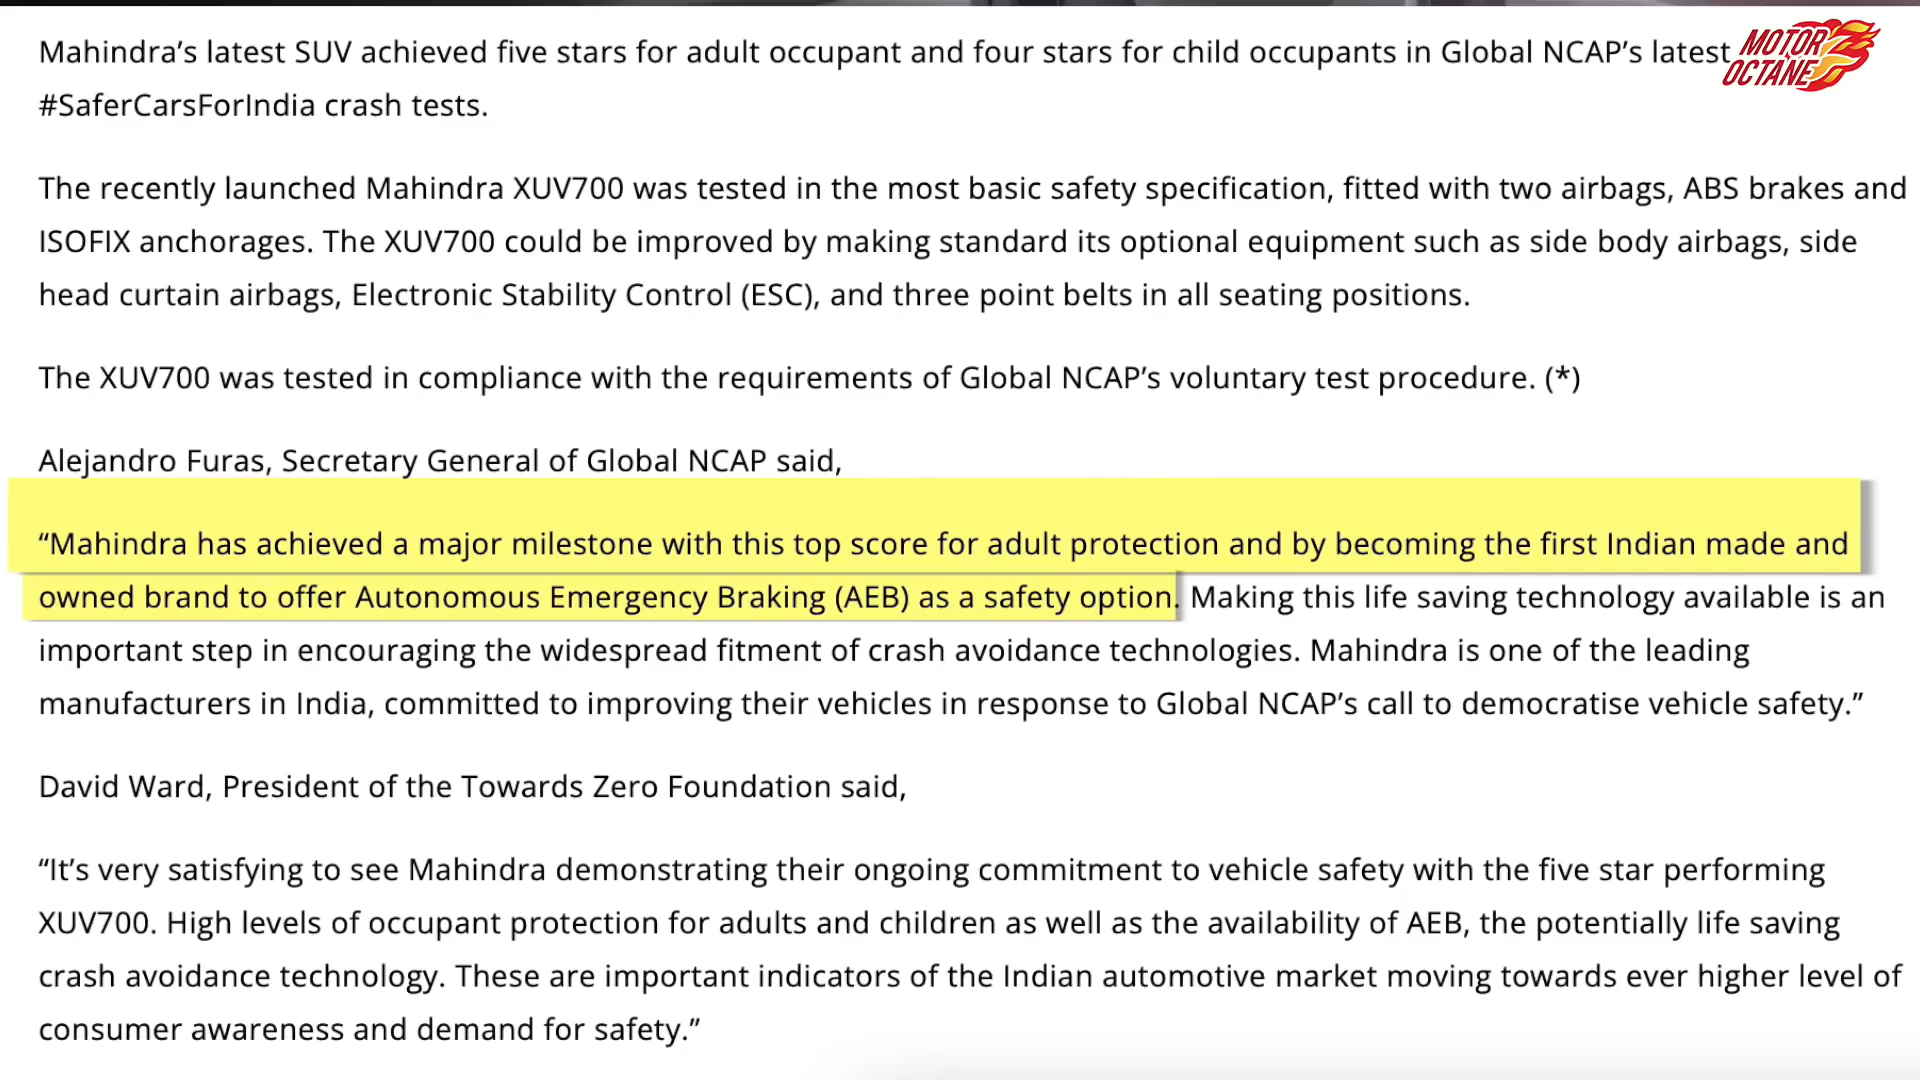 MOTOR
OCTANE
Mahindra’s latest SUV achieved five stars for adult occupant and four stars for child occupants in Global NCAP’s latest
#SaferCarsForIndia crash tests.
The recently launched Mahindra XUV700 was tested in the most basic safety specification, fitted with two airbags, ABS brakes and
ISOFIX anchorages. The XUV700 could be improved by making standard its optional equipment such as side body airbags, side
head curtain airbags, Electronic Stability Control (ESC), and three point belts in all seating positions.
The XUV700 was tested in compliance with the requirements of Global NCAP’s voluntary test procedure. (*)
Alejandro Furas, Secretary General of Global NCAP said,
“Mahindra has achieved a major milestone with this top score for adult protection and by becoming the first Indian made and
owned brand to offer Autonomous Emergency Braking (AEB) as a safety option. Making this life saving technology available is an
important step in encouraging the widespread fitment of crash avoidance technologies. Mahindra is one of the leading
manufacturers in India, committed to improving their vehicles in response to Global NCAP’s call to democratise vehicle safety.”
David Ward, President of the Towards Zero Foundation said,
“It’s very satisfying to see Mahindra demonstrating their ongoing commitment to vehicle safety with the five star performing
XUV700. High levels of occupant protection for adults and children as well as the availability of AEB, the potentially life saving
crash avoidance technology. These are important indicators of the Indian automotive market moving towards ever higher level of
consumer awareness and demand for safety.”